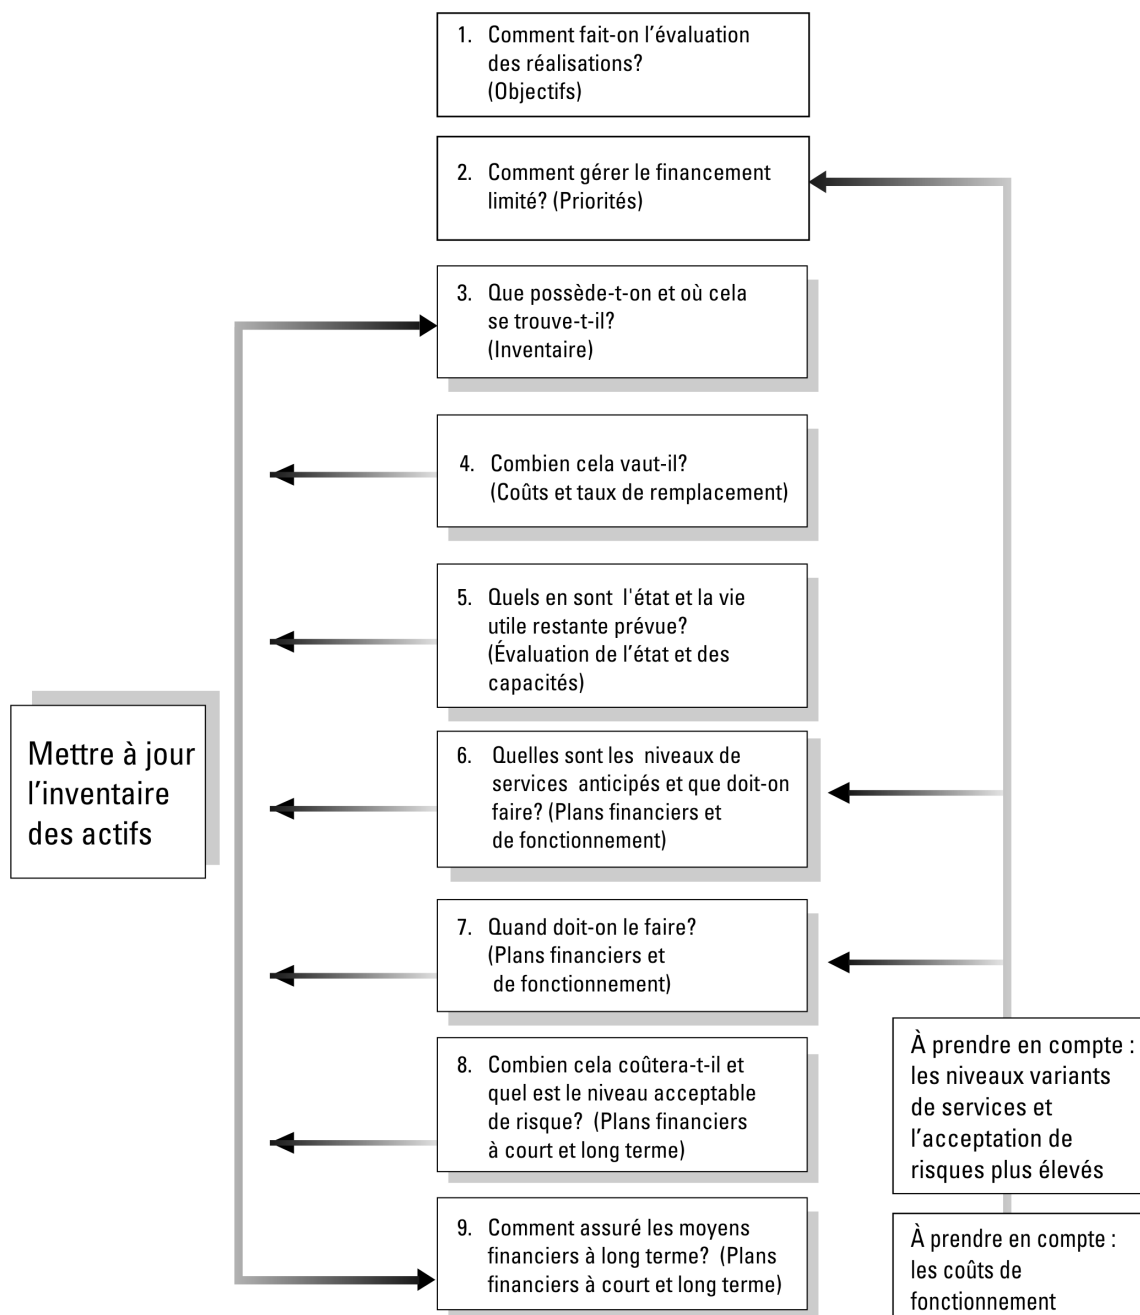 1. Comment fait-on l’évaluation
des réalisations?
(Objectifs)
2. Comment gérer le financement
limité? (Priorités)
3. Que possède-t-on et où cela
se trouve-t-il?
(Inventaire)
4. Combien cela vaut-il?
(Coûts et taux de remplacement)
5. Quels en sont l'état et la vie
utile restante prévue?
(Évaluation de l’état et des
capacités)
Mettre à jour
l’inventaire
des actifs
6. Quelles sont les niveaux de
services anticipés et que doit-on
faire? (Plans financiers et
de fonctionnement)
7. Quand doit-on le faire?
(Plans financiers et
de fonctionnement)
8. Combien cela coûtera-t-il et
quel est le niveau acceptable
de risque? (Plans financiers
à court et long terme)
À prendre en compte :
les niveaux variants
de services et
l’acceptation de
risques plus élevés
9. Comment assuré les moyens
financiers à long terme? (Plans
financiers à court et long terme)
À prendre en compte :
les coûts de
fonctionnement